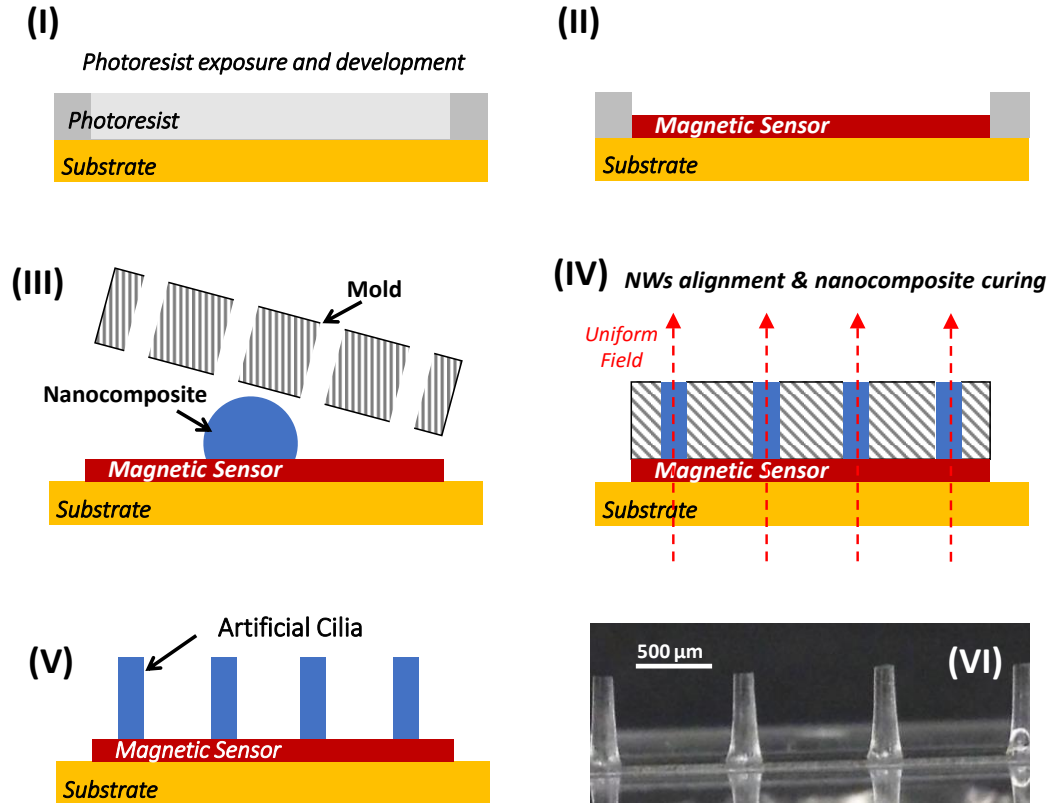 (I)
Photoresist exposure and development
Photoresist
Substrate
(II)
Magnetic Sensor
Substrate
(III)
Mold
Nanocomposite
Magnetic Sensor
Substrate
(IV)
NWs alignment & nanocomposite curing
Uniform
Field
Magnetic Sensor
Substrate
(V)
Artificial Cilia
Magnetic Sensor
Substrate
500 µm
(VI)